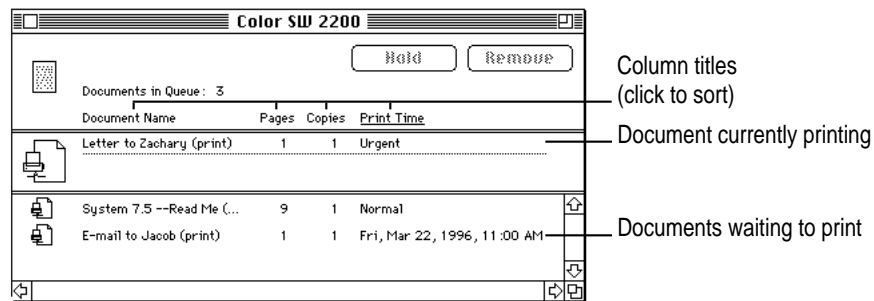 Color SW 2200
Hold Remove
Documents in Queue: 3
Document Name Pages Copies Print Time
Letter to Zachary (print) 1 1 Urgent
System 7.5 --Read Me (... 9 1 Normal
E-mail to Jacob (print) 1 1 Fri, Mar 22, 1996, 11:00 AM
Column titles
(click to sort)
Document currently printing
Documents waiting to print